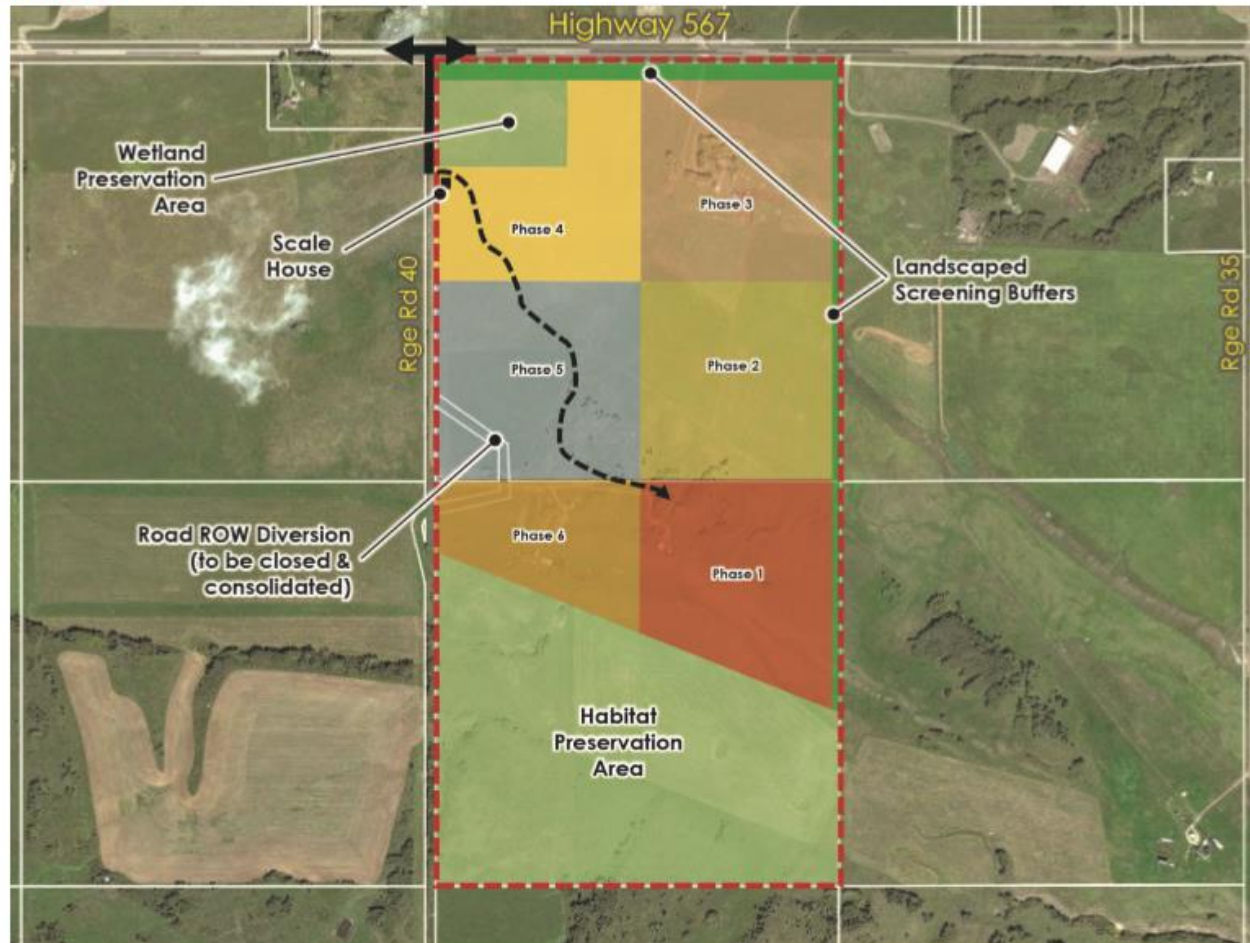 Highway 567
Wetland
Preservation
Area
Scale
House
Rge Rd 40
Phase 4
Phase 3
Landscaped
Screening Buffers
Rge Rd 35
Phase 5
Phase 2
Road ROW Diversion
(to be closed &
consolidated)
Phase 6
Phase 1
Habitat
Preservation
Area